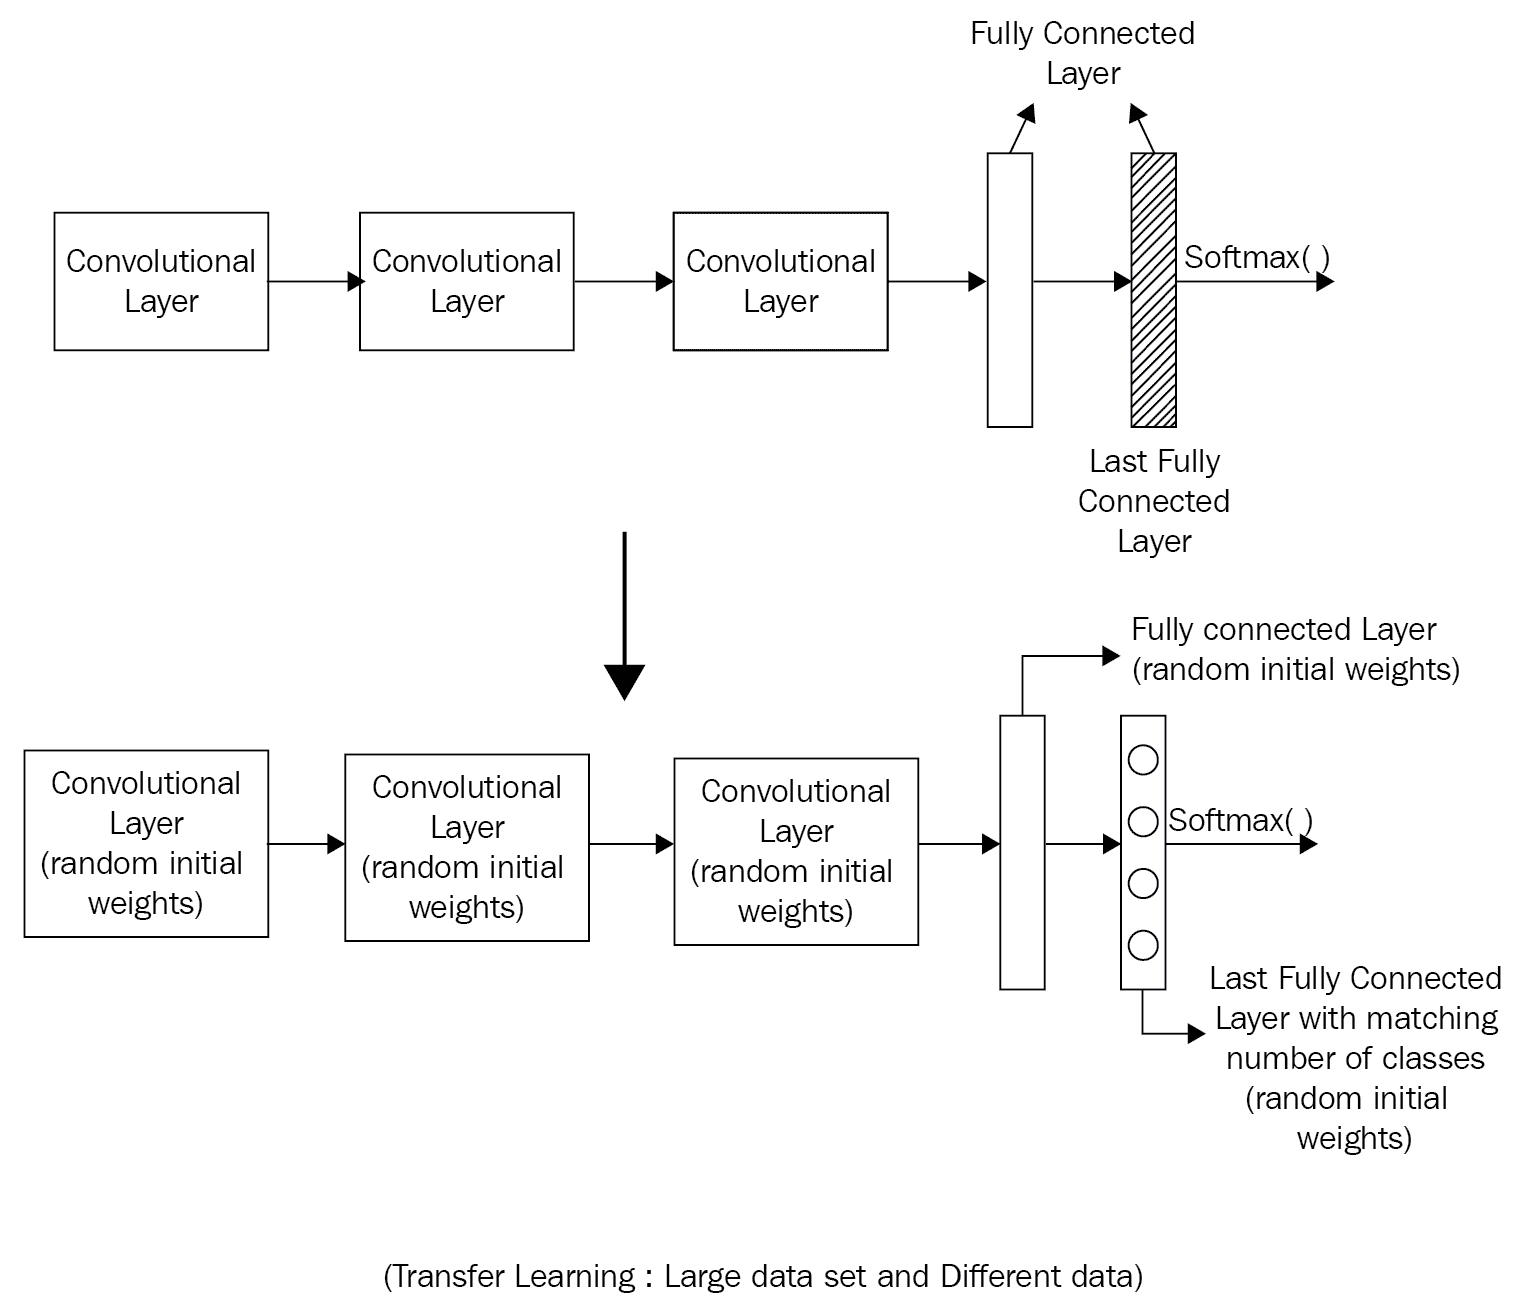 Fully Connected
Layer
Convolutional
Layer
Convolutional
Layer
Convolutional
Layer
Softmax( )
Last Fully
Connected
Layer
Fully connected Layer
(random initial weights)
Convolutional
Layer
(random initial
weights)
Convolutional
Layer
(random initial
weights)
Convolutional
Layer
(random initial
weights)
Softmax( )
Last Fully Connected
Layer with matching
number of classes
(random initial
weights)
(Transfer Learning : Large data set and Different data)